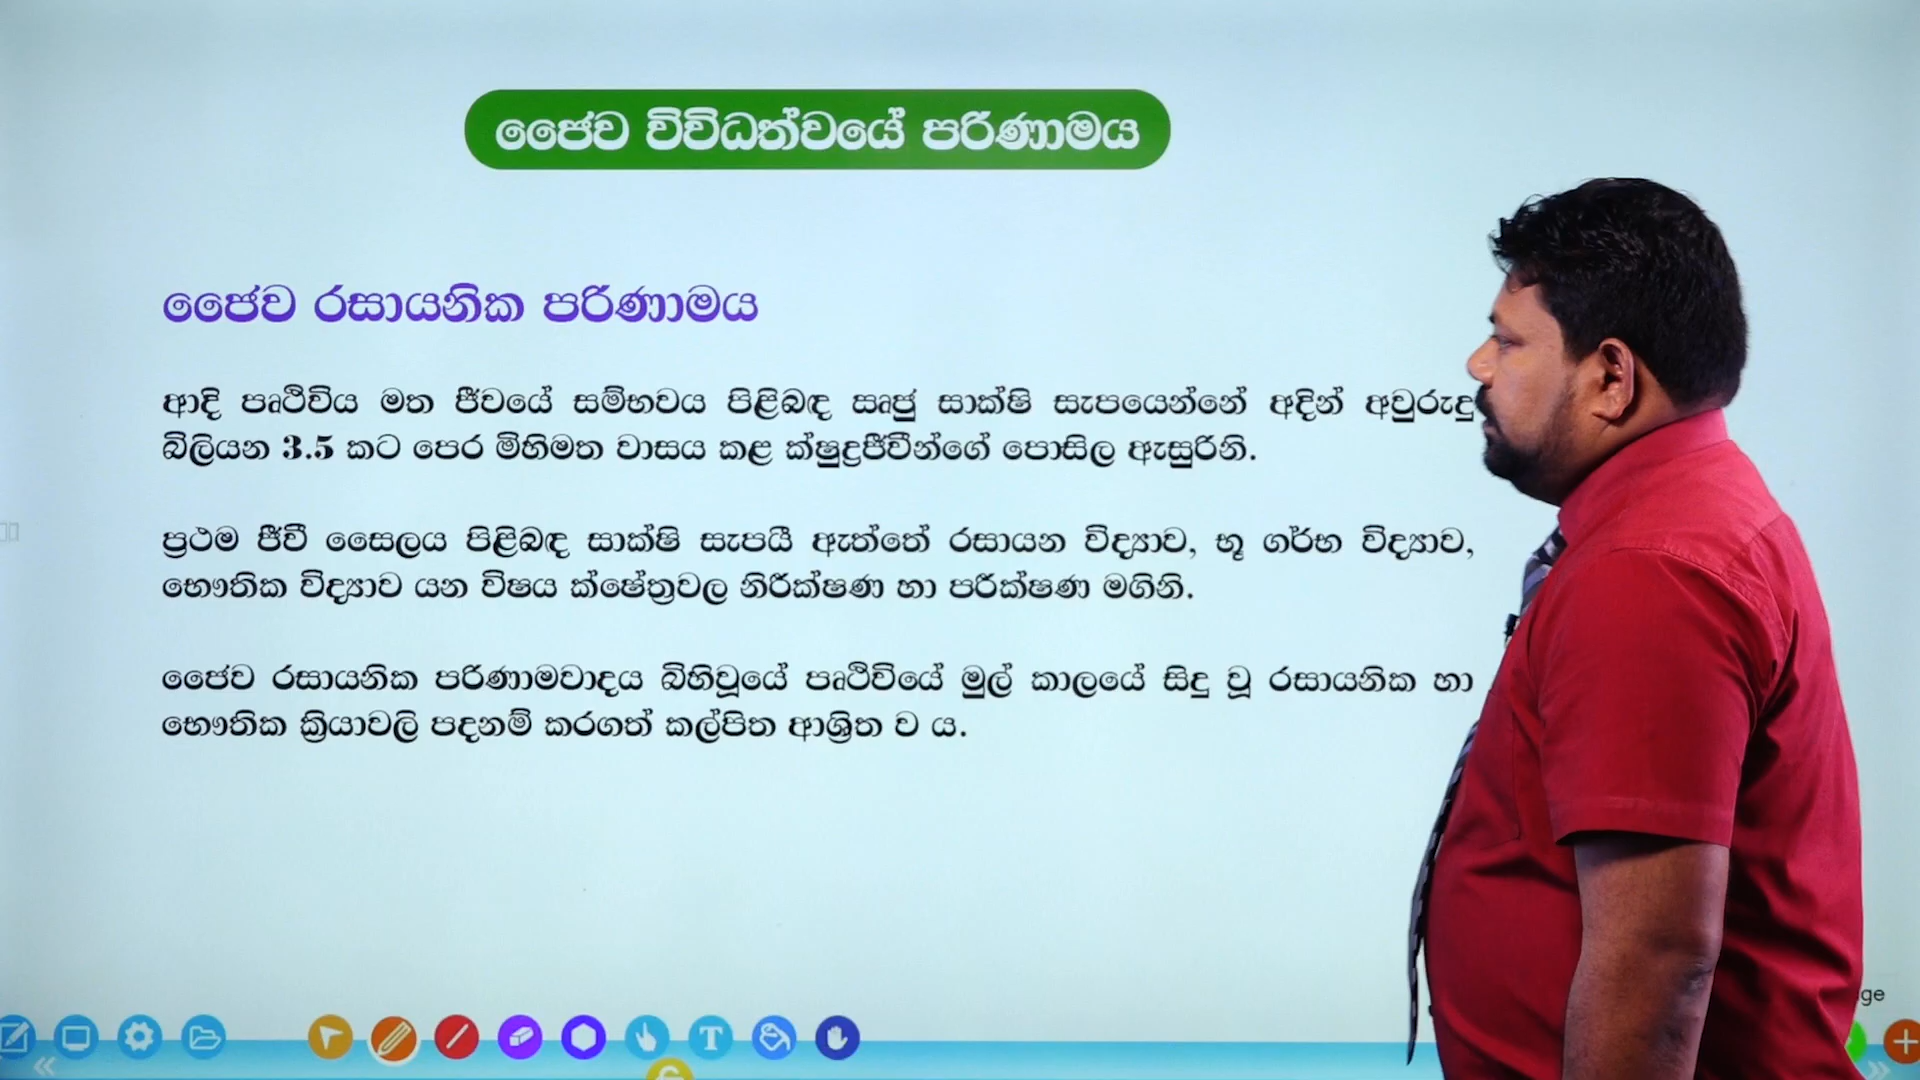 ජෛව විවිධත්වයේ පරිණාමය
ජෛව රසායනික පරිණාමය
ආදි පෘථිවිය මත ජීවයේ සම්භවය පිළිබඳ ඍජු සාක්ෂි සැපයෙන්නේ අදින් අවුරුදු
බිලියන 3.5 කට පෙර මිහිමත වාසය කළ ක්ෂුද්‍රජීවීන්ගේ පොසිල ඇසුරිනි.
ප්‍රථම ජීවී සෛලය පිළිබඳ සාක්ෂි සැපයී ඇත්තේ රසායන විද්‍යාව, භූ ගර්භ විද්‍යාව,
භෞතික විද්‍යාව යන විෂය ක්ෂේත්‍රවල නිරීක්ෂණ හා පරීක්ෂණ මගිනි.
ජෛව රසායනික පරිණාමවාදය බිහිවූයේ පෘථිවියේ මුල් කාලයේ සිදු වූ රසායනික හා
භෞතික ක්‍රියාවලි පදනම් කරගත් කල්පිත ආශ්‍රිත ව ය.
T